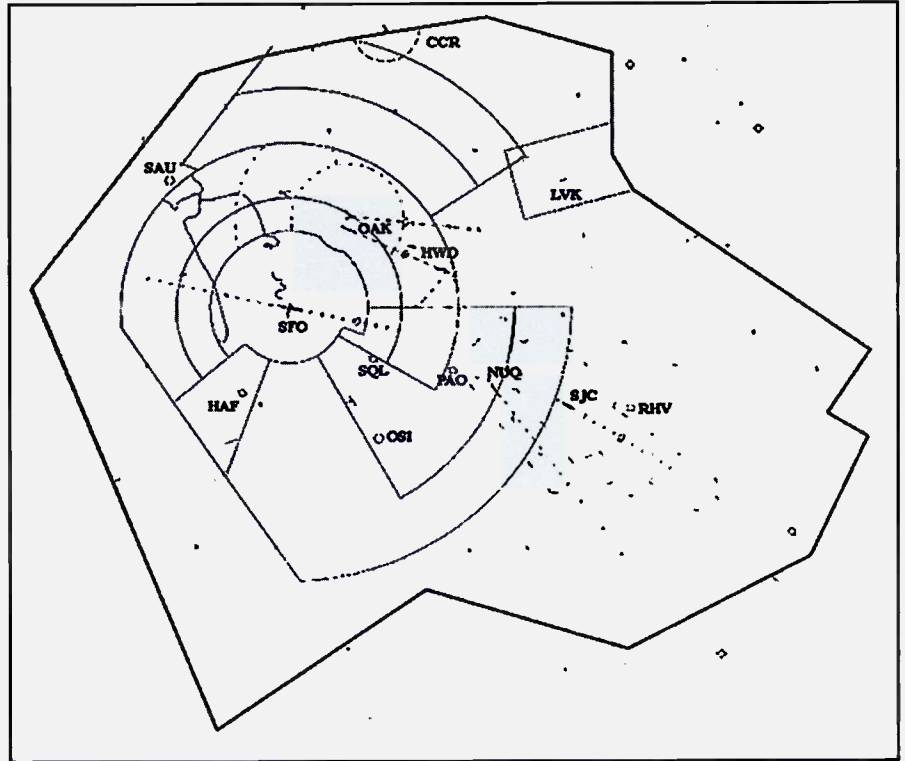 CCR
SAU
LVK
OAK
HWD
SFO
SQL
PAO
NUQ
SJC
RHV
HAF
OSI